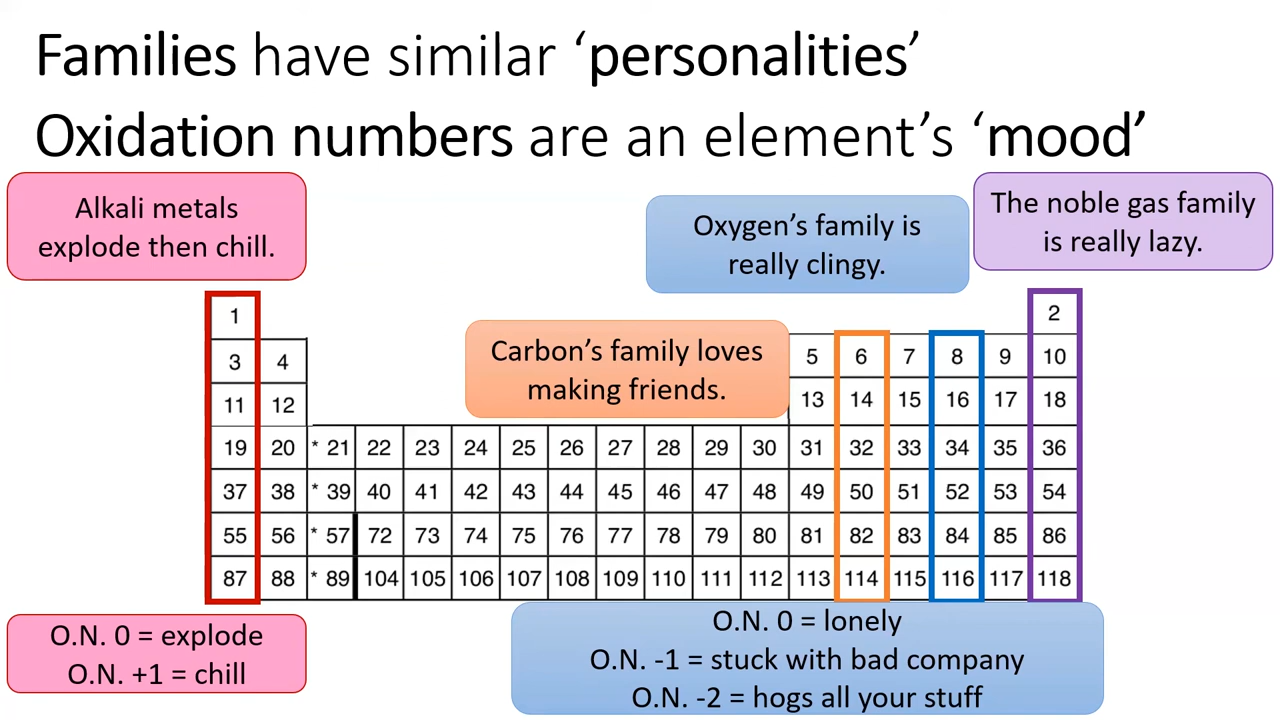 Families have similar ‘personalities’
Oxidation numbers are an element’s ‘mood’
Alkali metals
explode then chill.
Oxygen’s family is
really clingy.
The noble gas family
is really lazy.
Carbon’s family loves
making friends.
1 2
3 4 5 6 7 8 9 10
11 12 13 14 15 16 17 18
19 20 * 21 22 23 24 25 26 27 28 29 30 31 32 33 34 35 36
37 38 * 39 40 41 42 43 44 45 46 47 48 49 50 51 52 53 54
55 56 * 57 72 73 74 75 76 77 78 79 80 81 82 83 84 85 86
87 88 * 89 104 105 106 107 108 109 110 111 112 113 114 115 116 117 118
O.N. 0 = explode
O.N. +1 = chill
O.N. 0 = lonely
O.N. -1 = stuck with bad company
O.N. -2 = hogs all your stuff